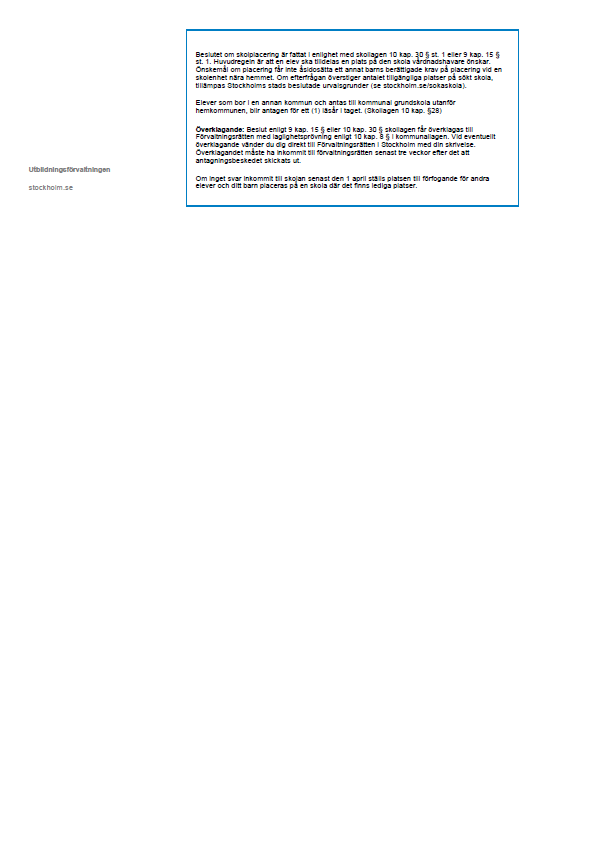 Beslutet om skolplacering är fattat i enlighet med skollagen 10 kap. 30 § st. 1 eller 9 kap. 15 §
st. 1. Huvudregeln är att en elev ska tilldelas en plats på den skola vårdnadshavare önskar.
Önskemål om placering får inte åsidosätta ett annat barns berättigade krav på placering vid en
skolenhet nära hemmet. Om efterfrågan överstiger antalet tillgängliga platser på sökt skola,
tillämpas Stockholms stads beslutade urvalsgrunder (se stockholm.se/sokaskola).
Elever som bor i en annan kommun och antas till kommunal grundskola utanför
hemkommunen, blir antagen för ett (1) läsår i taget. (Skollagen 10 kap. §28)
Överklagande: Beslut enligt 9 kap. 15 § eller 10 kap. 30 § skollagen får överklagas till
Förvaltningsrätten med laglighetsprövning enligt 10 kap. 8 § i kommunallagen. Vid eventuellt
överklagande vänder du dig direkt till Förvaltningsrätten i Stockholm med din skrivelse.
Överklagandet måste ha inkommit till förvaltningsrätten senast tre veckor efter det att
antagningsbeskedet skickats ut.
Om inget svar inkommit till skolan senast den 1 april ställs platsen till förfogande för andra
elever och ditt barn placeras på en skola där det finns lediga platser.
Utbildningsförvaltningen
stockholm.se